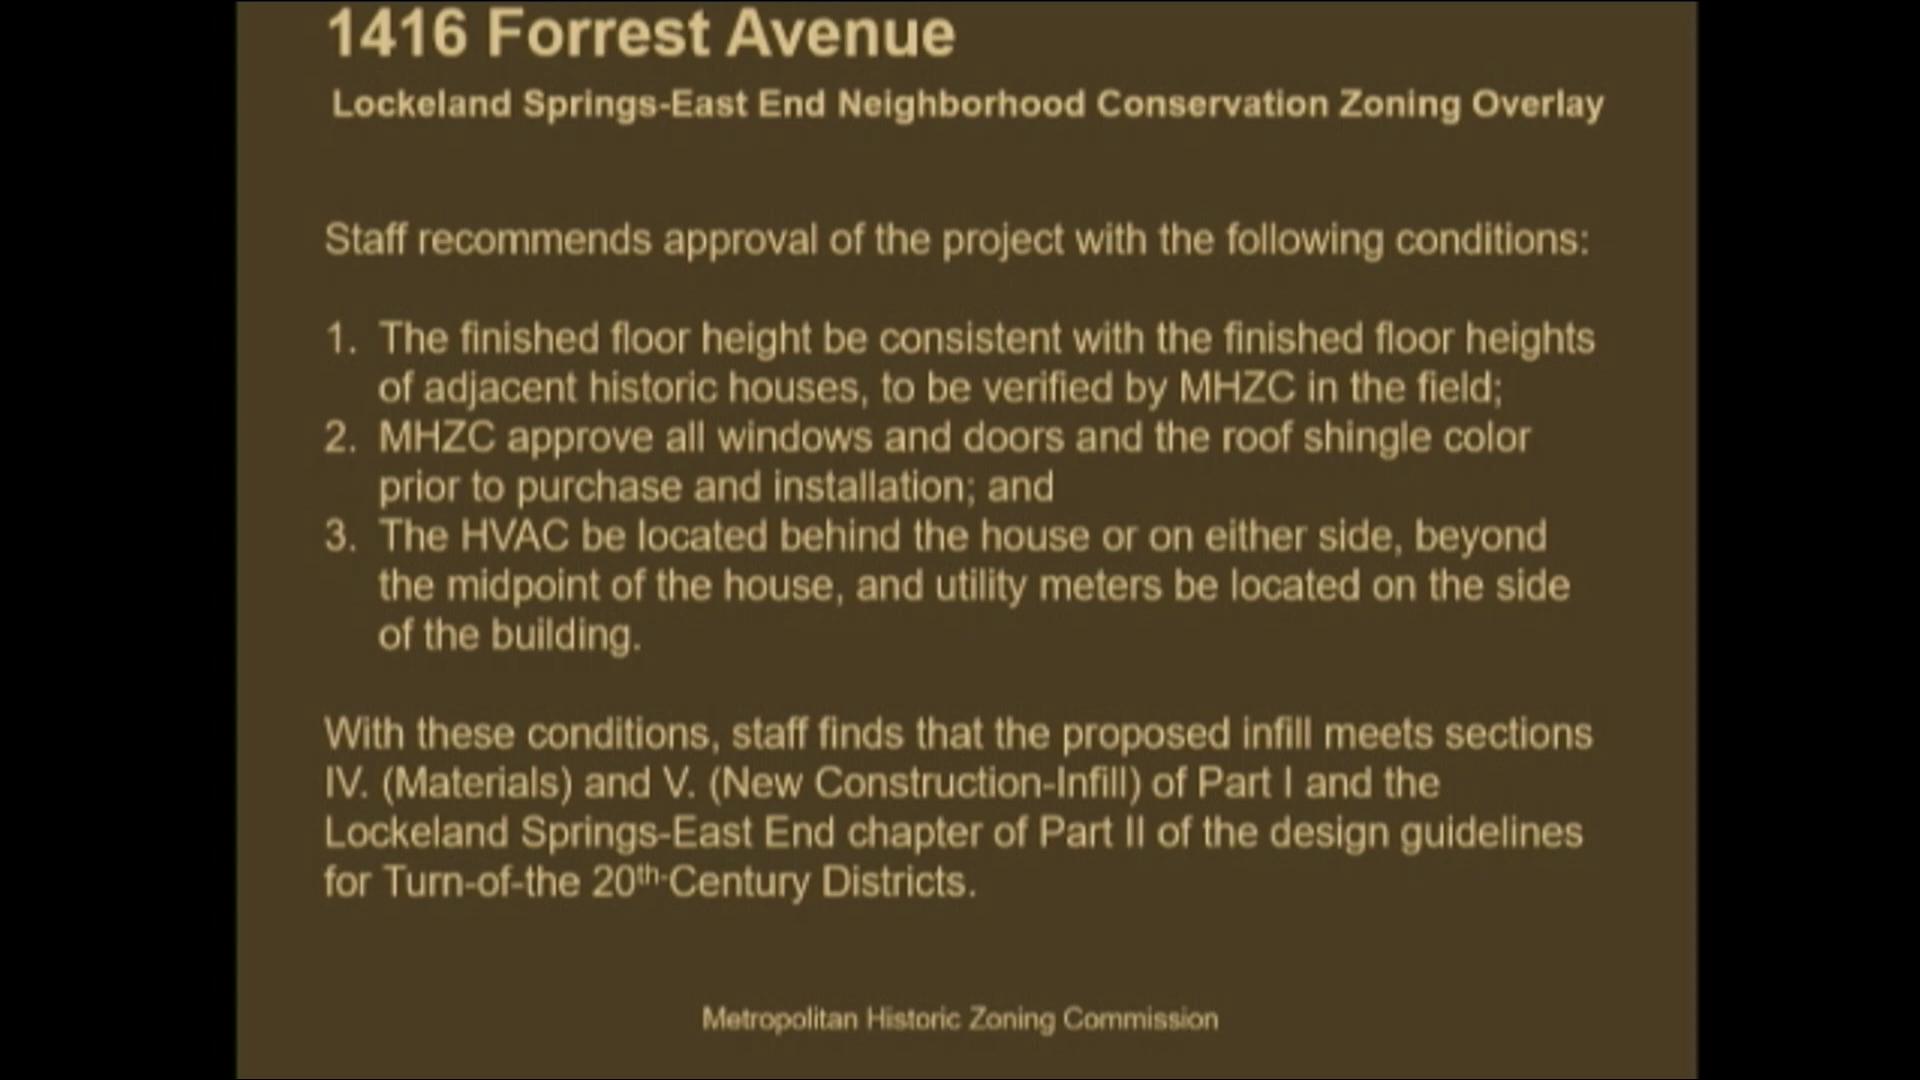 1416 Forrest Avenue
Lockeland Springs-East End Neighborhood Conservation Zoning Overlay
Staff recommends approval of the project with the following conditions:
1. The finished floor height be consistent with the finished floor heights
of adjacent historic houses, to be verified by MHZC in the field;
2. MHZC approve all windows and doors and the roof shingle color
prior to purchase and installation; and
3. The HVAC be located behind the house or on either side, beyond
the midpoint of the house, and utility meters be located on the side
of the building.
With these conditions, staff finds that the proposed infill meets sections
IV. (Materials) and V. (New Construction-Infill) of Part I and the
Lockeland Springs-East End chapter of Part II of the design guidelines
for Turn-of-the 20th-Century Districts.
Metropolitan Historic Zoning Commission